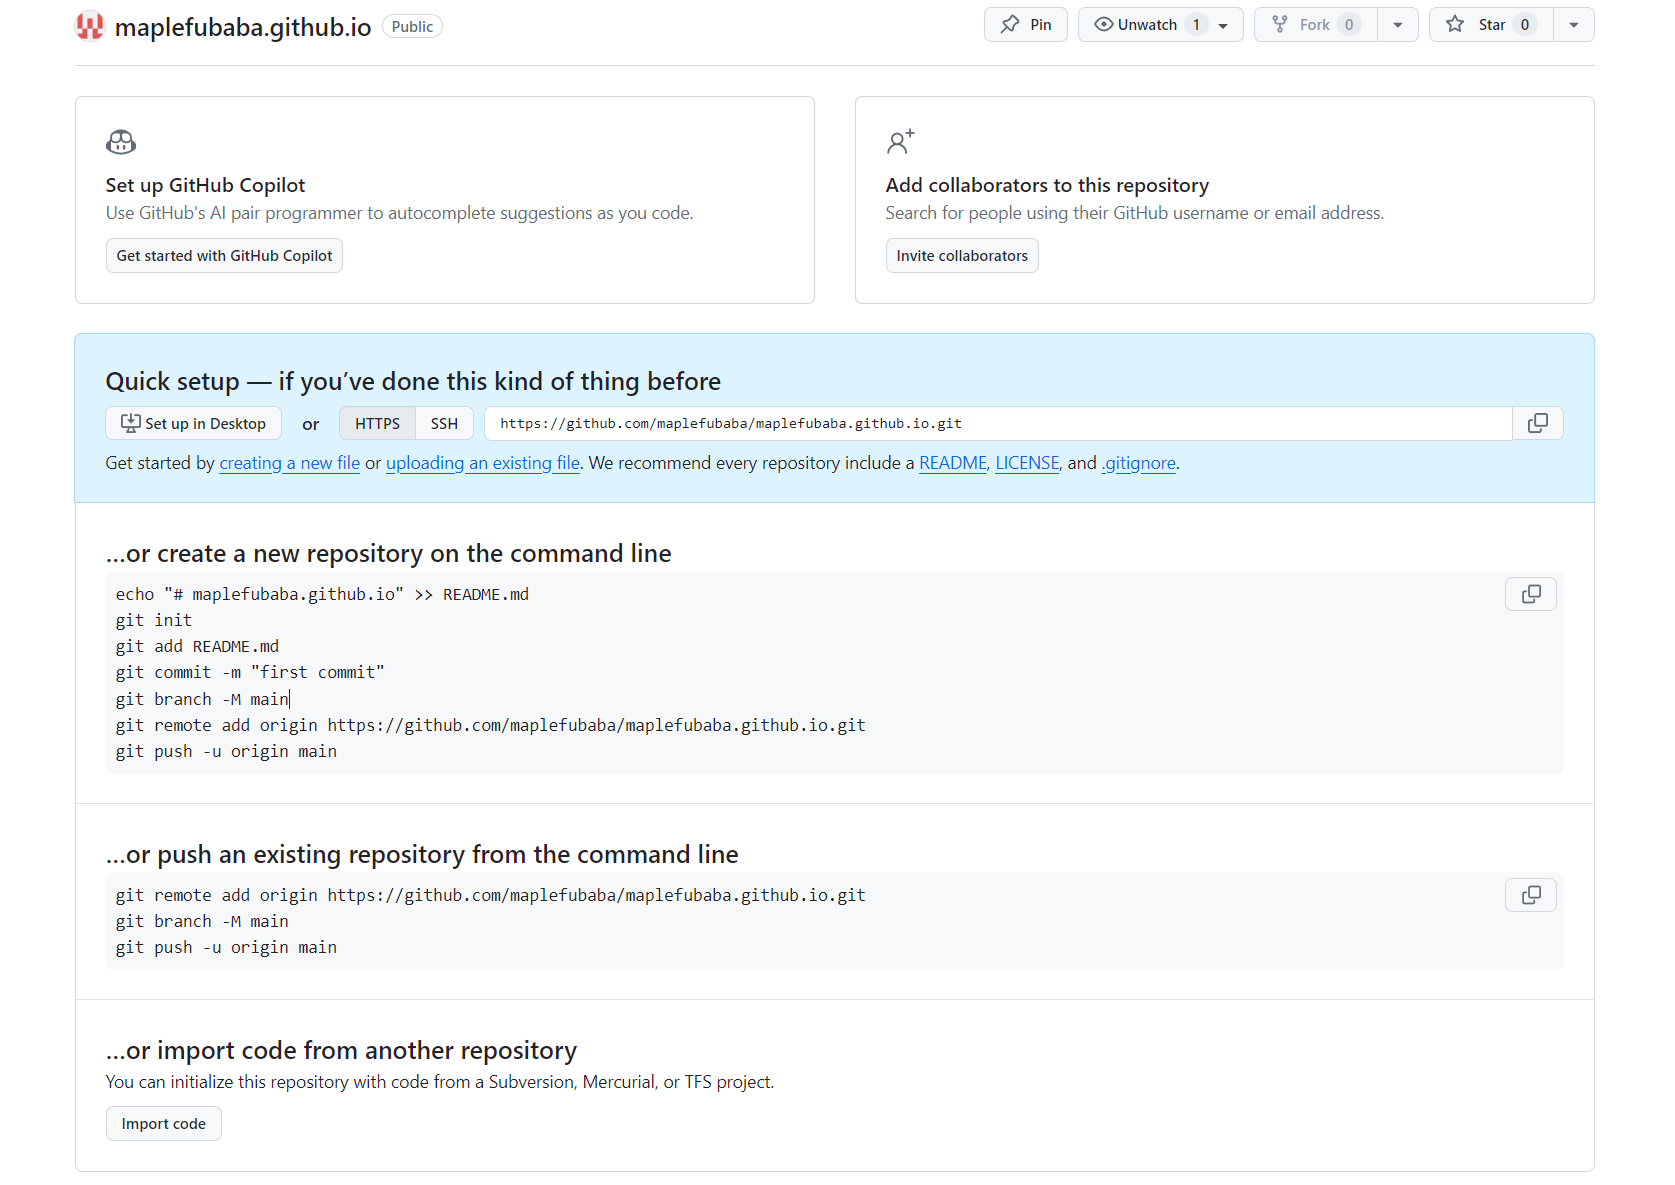 maplefubaba.github.io Public Pin Unwatch 1 Fork 0 Star 0
Set up GitHub Copilot
Use GitHub's AI pair programmer to autocomplete suggestions as you code.
Get started with GitHub Copilot
Add collaborators to this repository
Search for people using their GitHub username or email address.
Invite collaborators
Quick setup — if you’ve done this kind of thing before
Set up in Desktop or HTTPS SSH https://github.com/maplefubaba/maplefubaba.github.io.git
Get started by creating a new file or uploading an existing file. We recommend every repository include a README, LICENSE, and .gitignore.
…or create a new repository on the command line
echo "# maplefubaba.github.io" >> README.md
git init
git add README.md
git commit -m "first commit"
git branch -M main
git remote add origin https://github.com/maplefubaba/maplefubaba.github.io.git
git push -u origin main
…or push an existing repository from the command line
git remote add origin https://github.com/maplefubaba/maplefubaba.github.io.git
git branch -M main
git push -u origin main
…or import code from another repository
You can initialize this repository with code from a Subversion, Mercurial, or TFS project.
Import code